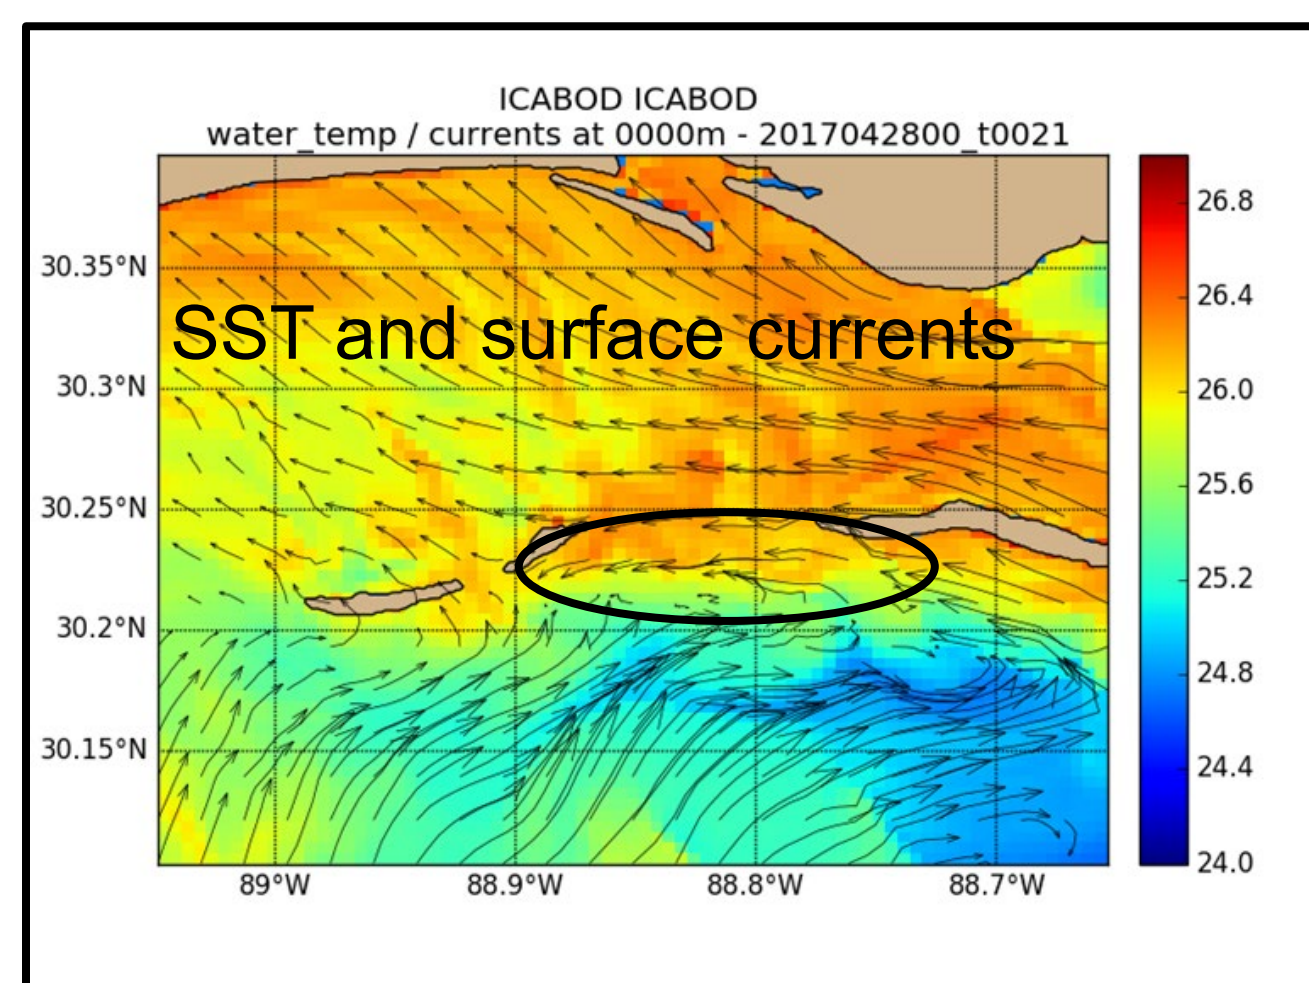 ICABOD ICABOD
water_temp / currents at 0000m - 2017042800_t0021
26.8
30.35°N
26.4
SST and surface currents
30.3°N
26.0
25.6
30.25°N
25.2
30.2°N
24.8
30.15°N
24.4
24.0
89°W
88.9°W
88.8°W
88.7°W